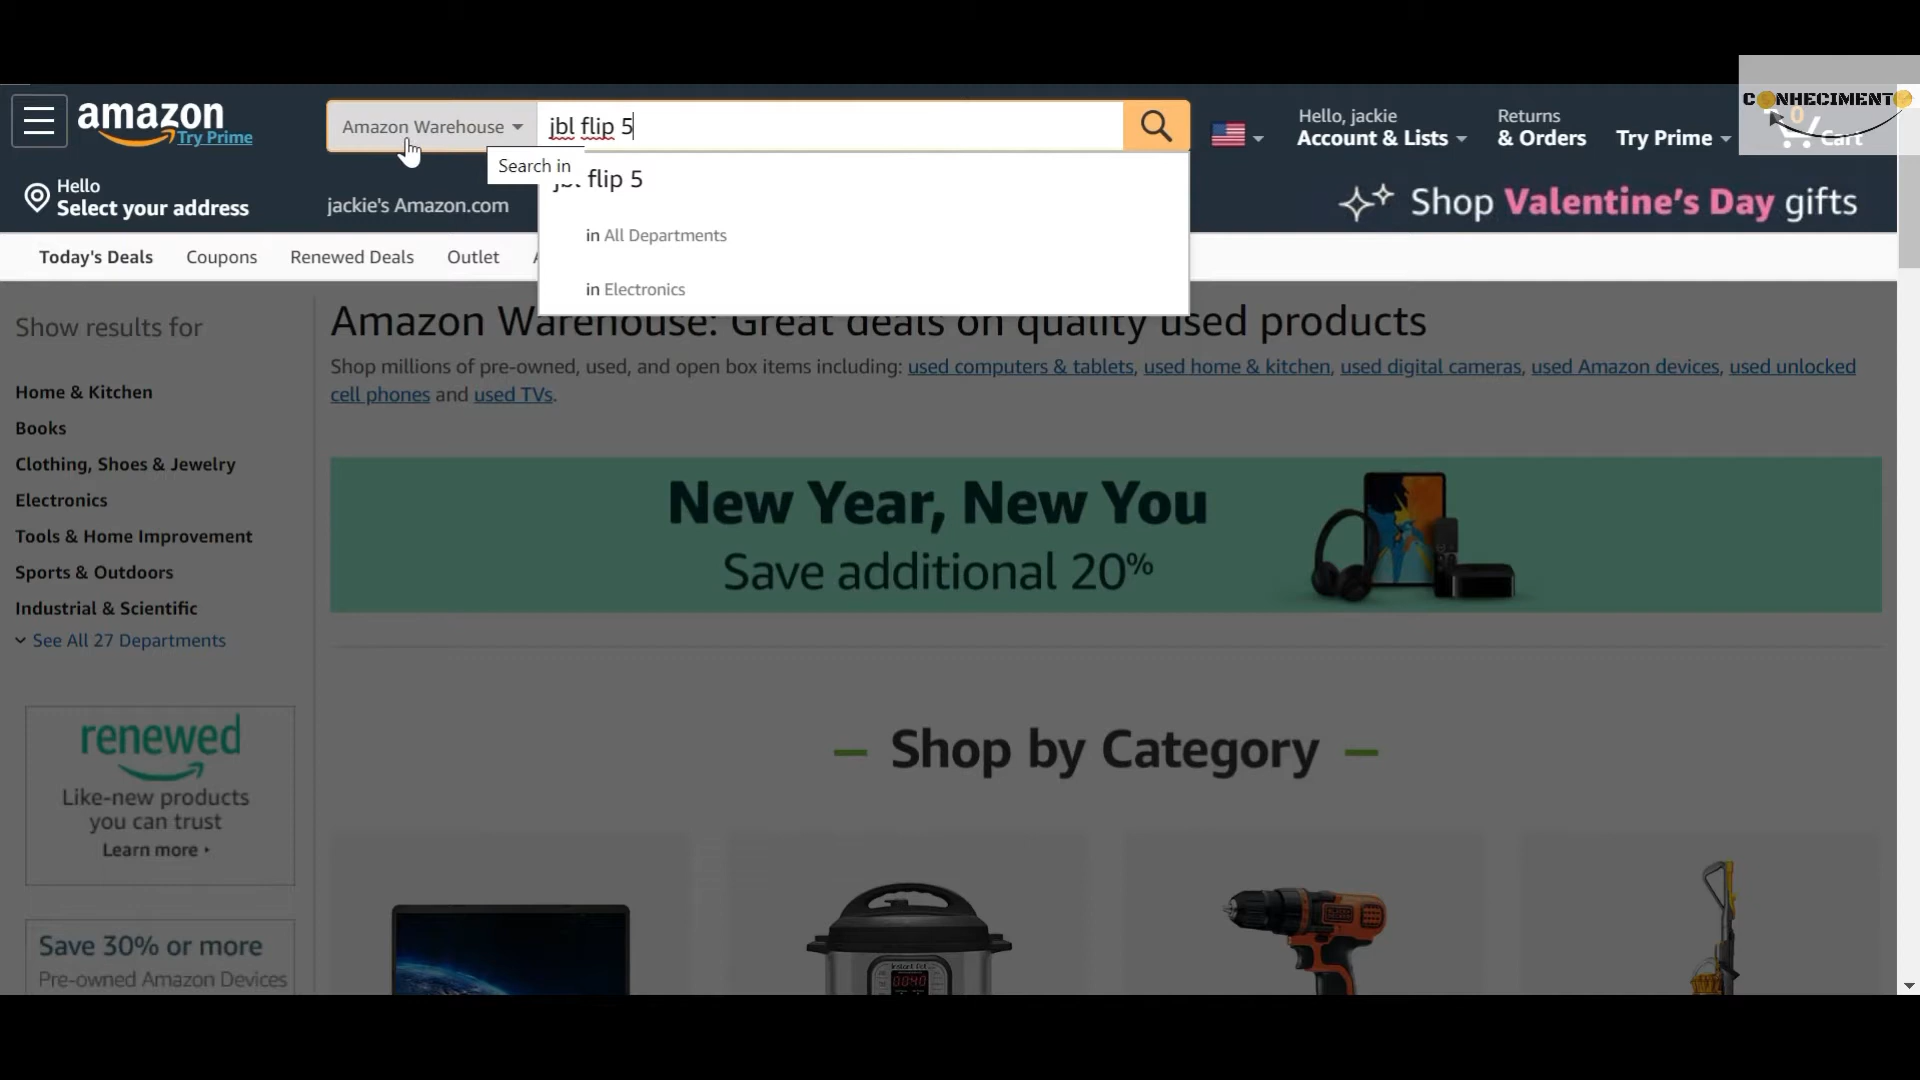 amazon
Try Prime
Amazon Warehouse
jbl flip 5
Search in
Hello, jackie
Account & Lists
Returns
& Orders
Try Prime
CONHECIMENTO
0
Cart
Hello
Select your address
jackie's Amazon.com
Shop Valentine's Day gifts
jbl flip 5
in All Departments
in Electronics
Today's Deals
Coupons
Renewed Deals
Outlet
Show results for
Home & Kitchen
Books
Clothing, Shoes & Jewelry
Electronics
Tools & Home Improvement
Sports & Outdoors
Industrial & Scientific
See All 27 Departments
renewed
Like-new products
you can trust
Learn more
Save 30% or more
Pre-owned Amazon Devices
Amazon Warehouse: Great deals on quality used products
Shop millions of pre-owned, used, and open box items including: used computers & tablets, used home & kitchen, used digital cameras, used Amazon devices, used unlocked
cell phones and used TVs.
New Year, New You
Save additional 20%
Shop by Category
Instant Pot
00:40